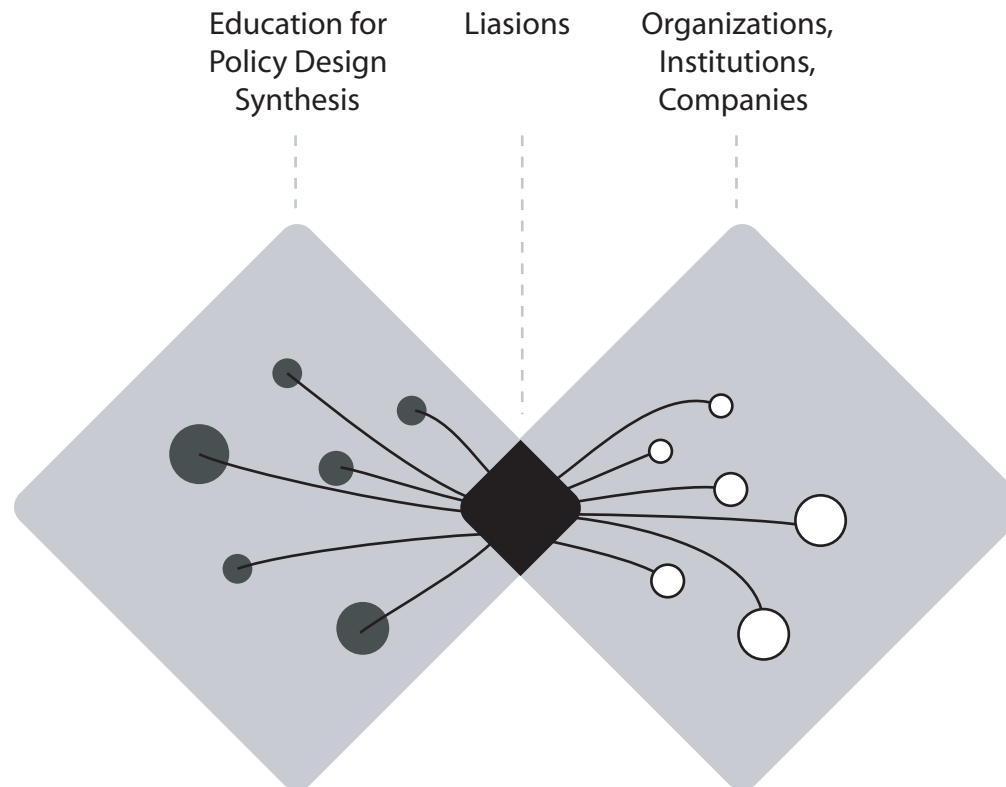 Education for
Policy Design
Synthesis
Liasions
Organizations,
Institutions,
Companies